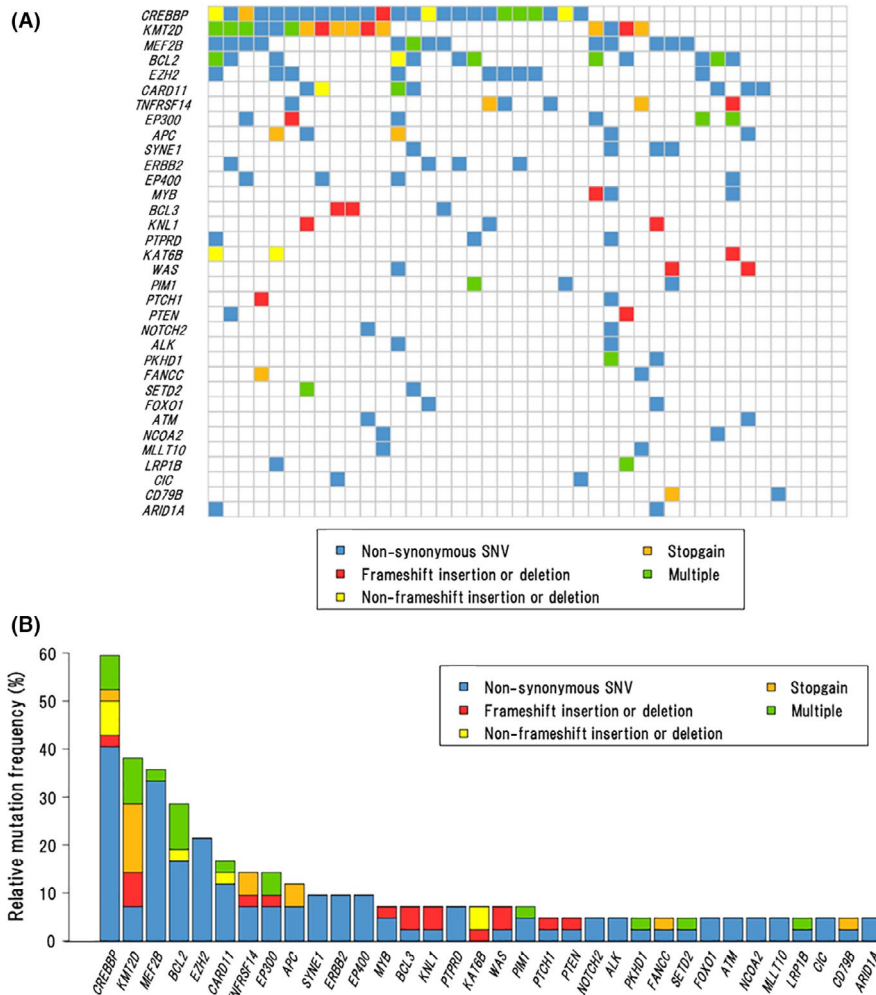 (A)
CREBBP
KMT2D
MEF2B
BCL2
EZH2
CARD11
TNFRSF14
EP300
APC
SYNE1
ERBB2
EP400
MYB
BCL3
KNL1
PTPRD
KAT6B
WAS
PIM1
PTCH1
PTEN
NOTCH2
ALK
PKHD1
FANCC
SETD2
FOXO1
ATM
NCOA2
MLLT10
LRP1B
CIC
CD79B
ARID1A
Non-synonymous SNV
Frameshift insertion or deletion
Non-frameshift insertion or deletion
Stopgain
Multiple
(B)
Relative mutation frequency (%)
60
50
40
30
20
10
0
Non-synonymous SNV
Frameshift insertion or deletion
Non-frameshift insertion or deletion
Stopgain
Multiple
CREBBP
KMT2D
MEF2B
BCL2
EZH2
CARD11
TNFRSF14
EP300
APC
SYNE1
ERBB2
EP400
MYB
BCL3
KNL1
PTPRD
KAT6B
WAS
PIM1
PTCH1
PTEN
NOTCH2
ALK
PKHD1
FANCC
SETD2
FOXO1
ATM
NCOA2
MLLT10
LRP1B
CIC
CD79B
ARID1A